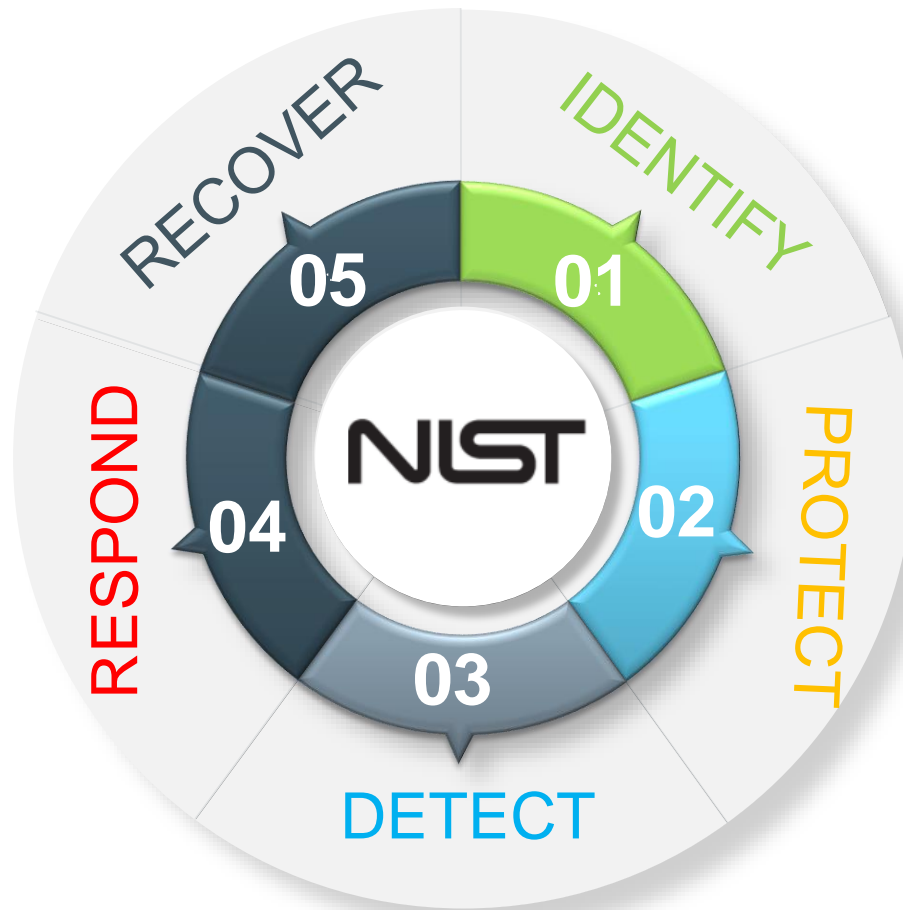 IDENTIFY
01
PROTECT
02
DETECT
03
RESPOND
04
RECOVER
05
NIST